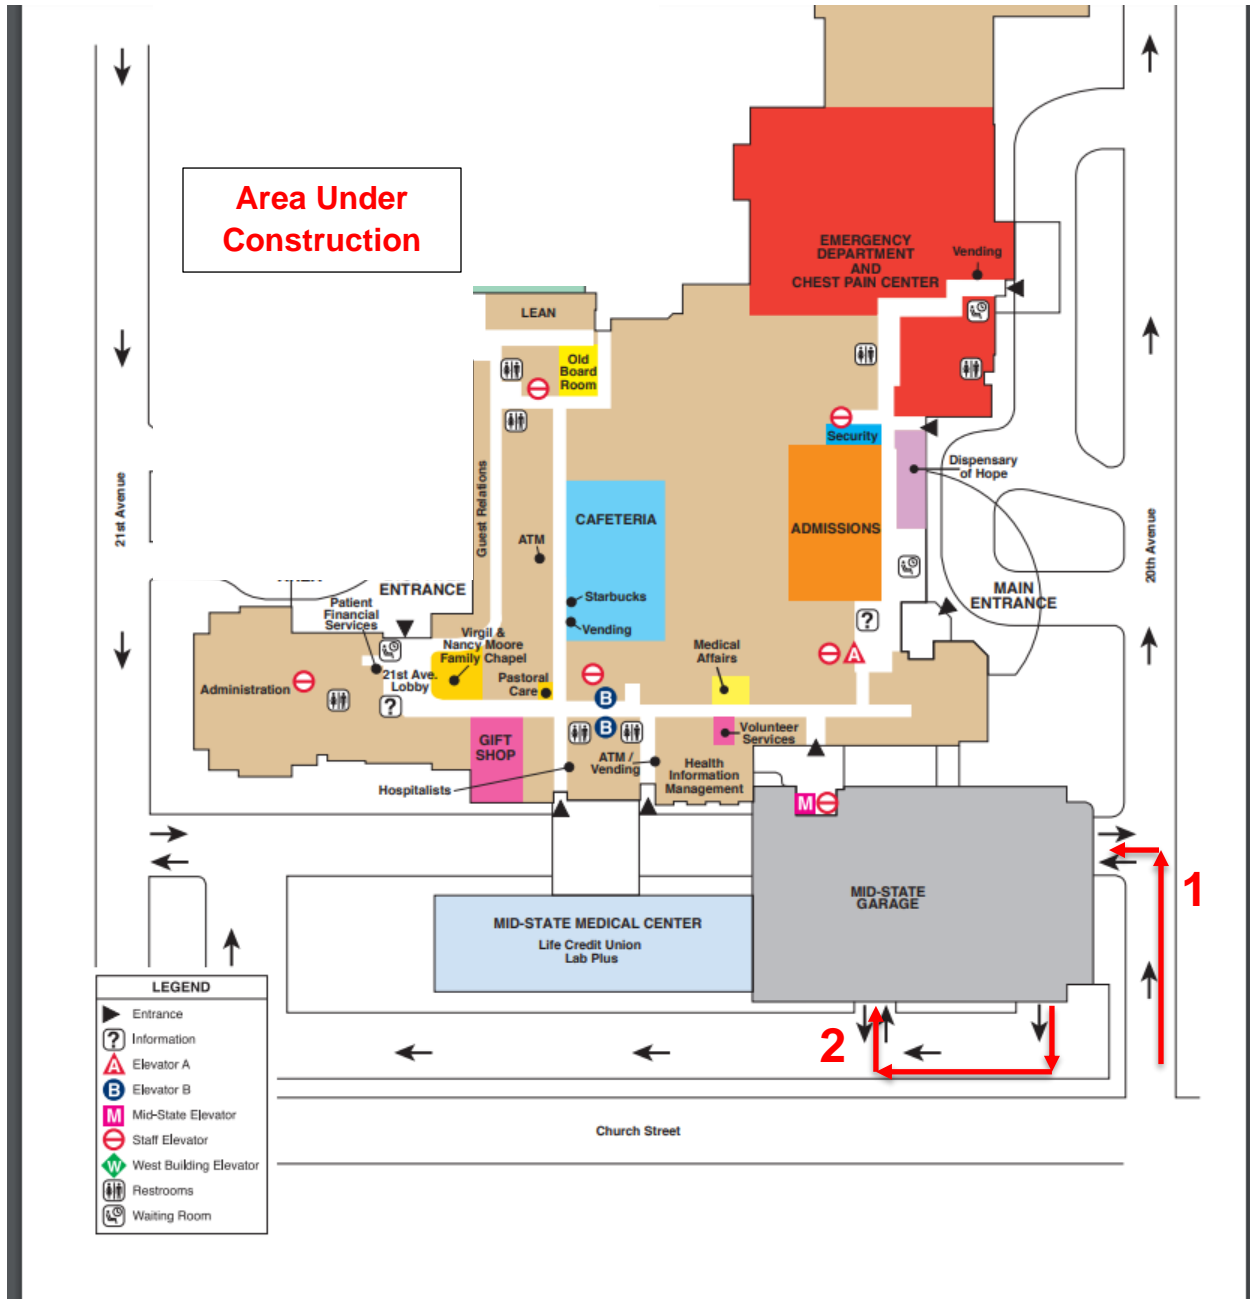 Area Under
Construction
EMERGENCY
DEPARTMENT
AND
CHEST PAIN CENTER
Vending
LEAN
Old
Board
Room
Security
Dispensary
of Hope
21st Avenue
Guest Relations
CAFETERIA
ATM
ADMISSIONS
20th Avenue
Starbucks
Vending
ENTRANCE
MAIN
ENTRANCE
Patient
Financial
Services
?
Virgil &
Nancy Moore
Family Chapel
Medical
Affairs
A
21st Ave.
Lobby
Pastoral
Care
Administration
?
B
B
GIFT
SHOP
Volunteer
Services
ATM /
Vending
Health
Information
Management
Hospitalists
M
1
MID-STATE
GARAGE
MID-STATE MEDICAL CENTER
Life Credit Union
Lab Plus
2
LEGEND
Entrance
? Information
A Elevator A
B Elevator B
M Mid-State Elevator
Staff Elevator
W West Building Elevator
Restrooms
Waiting Room
Church Street